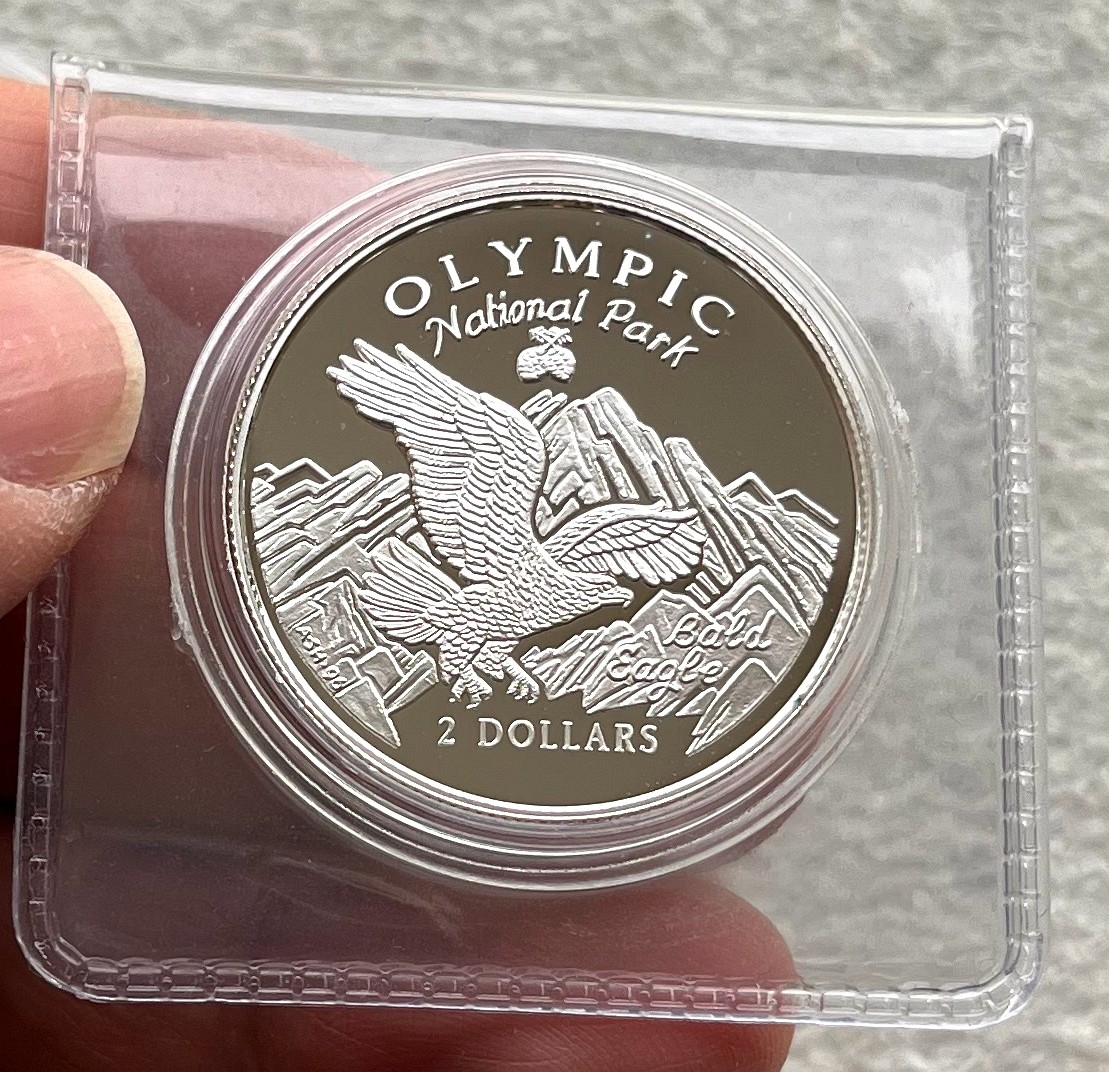 OLYMPIC
National Park
Bald
Eagle
2 DOLLARS